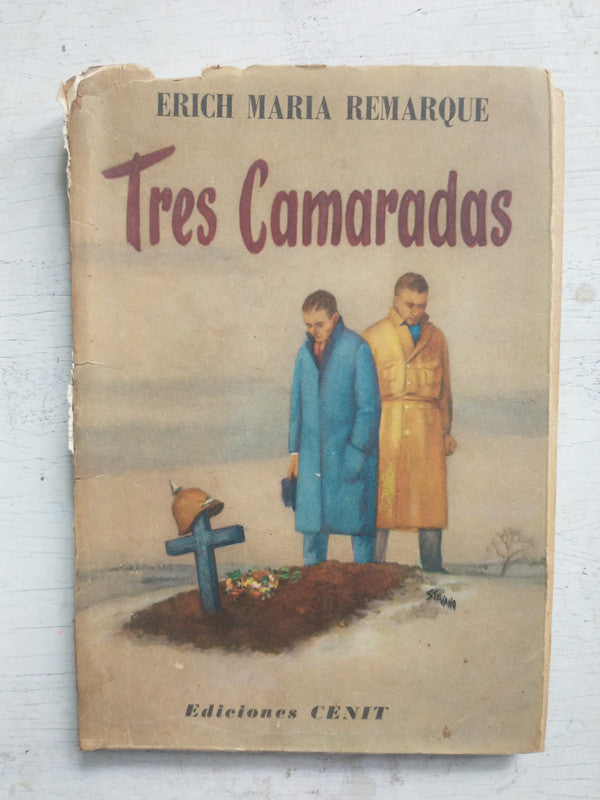 ERICH MARIA REMARQUE
Tres Camaradas
Ediciones CENIT